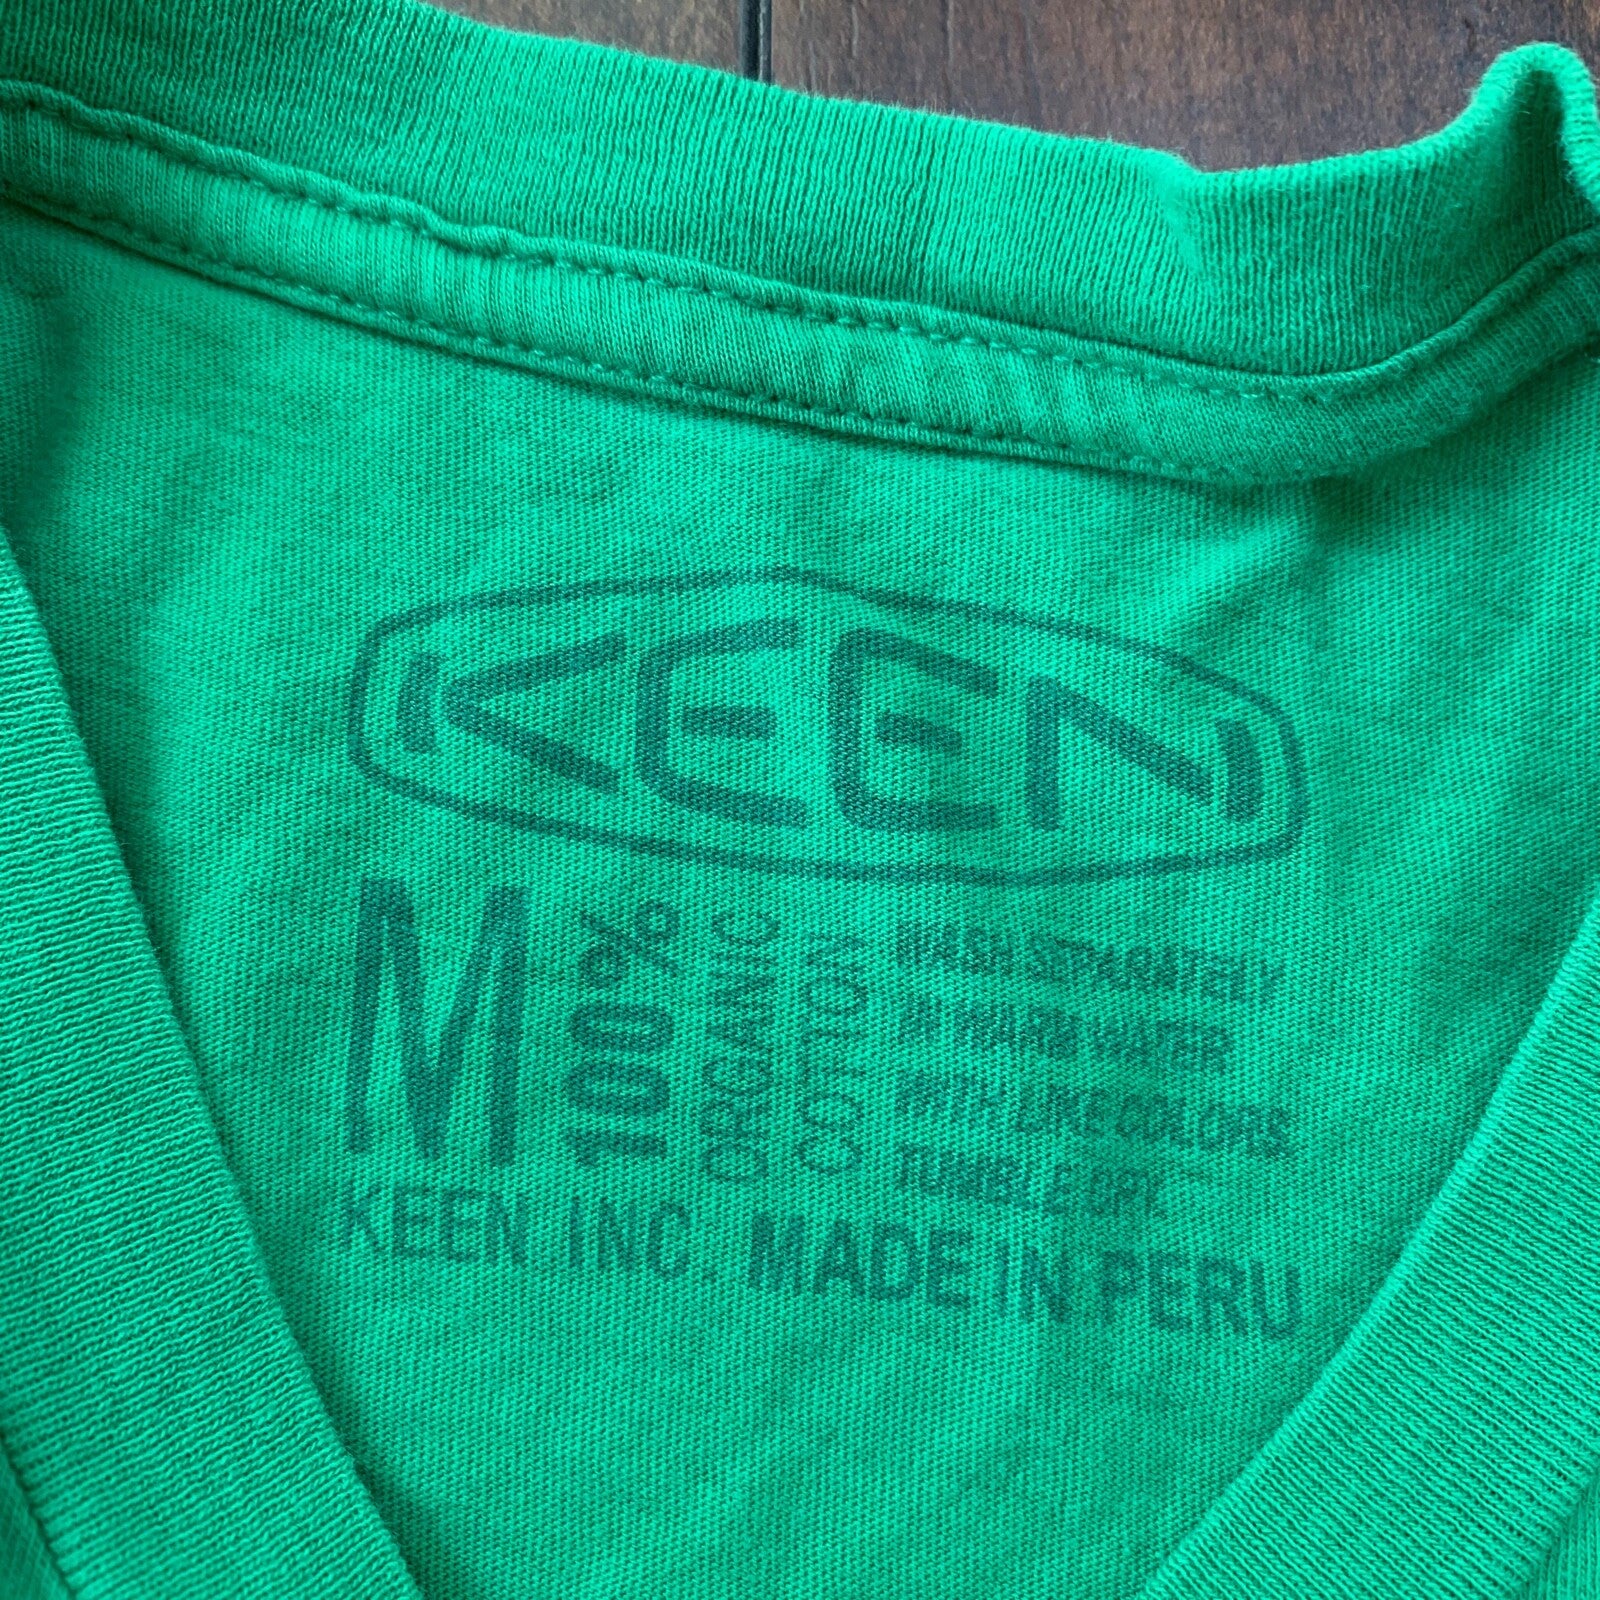 KEEN
M
100%
ORGANIC
COTTON
WASH SEPARATELY
IN WARM WATER
WITH LIKE COLORS
TUMBLE DRY.
KEEN INC. MADE IN PERU